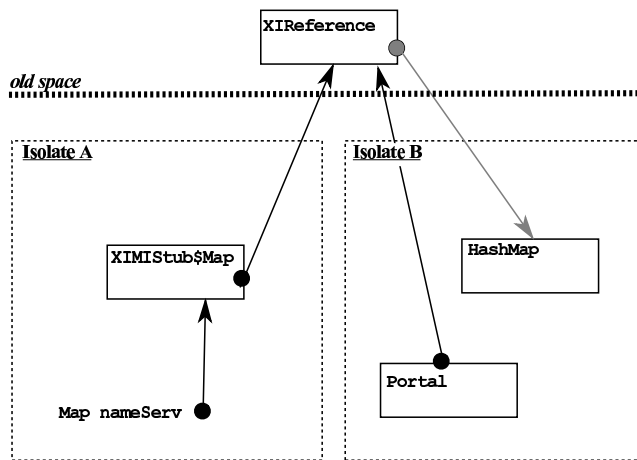 XIReference
old space
Isolate A
Isolate B
XIMIStub$Map
HashMap
Portal
Map nameServ